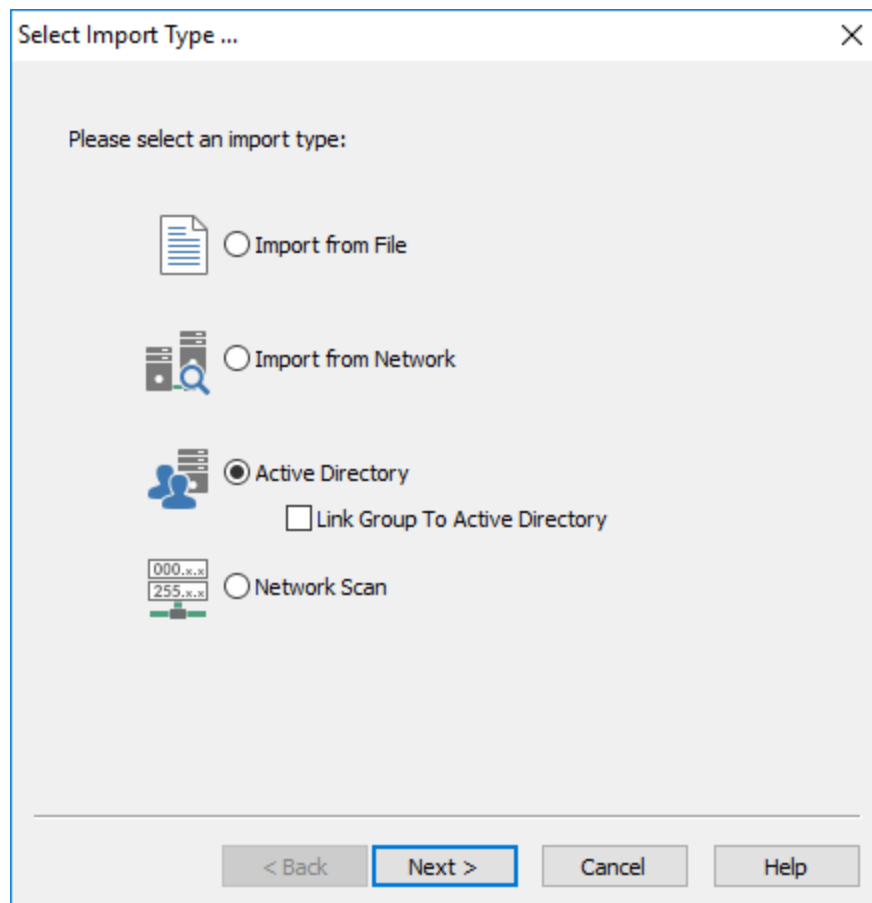 Select Import Type ...
Please select an import type:
Import from File
Import from Network
Active Directory
Link Group To Active Directory
000.x.x
255.x.x
Network Scan
< Back Next > Cancel Help